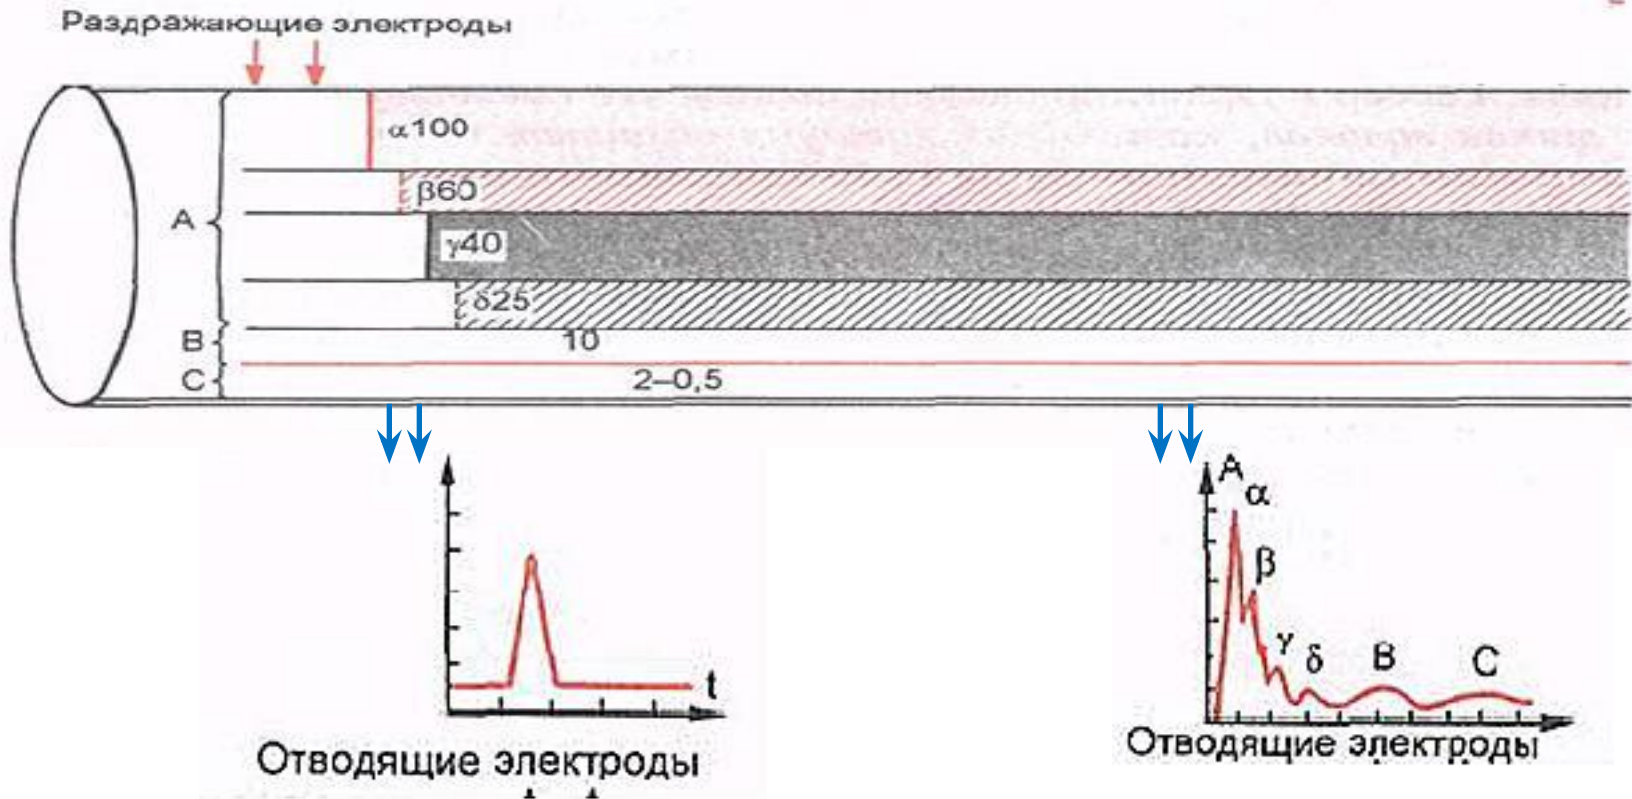 Раздражающие электроды
α100
β60
A
γ40
δ25
B
10
C
2–0,5
A
α
β
γ
δ
B
C
t
Отводящие электроды
Отводящие электроды